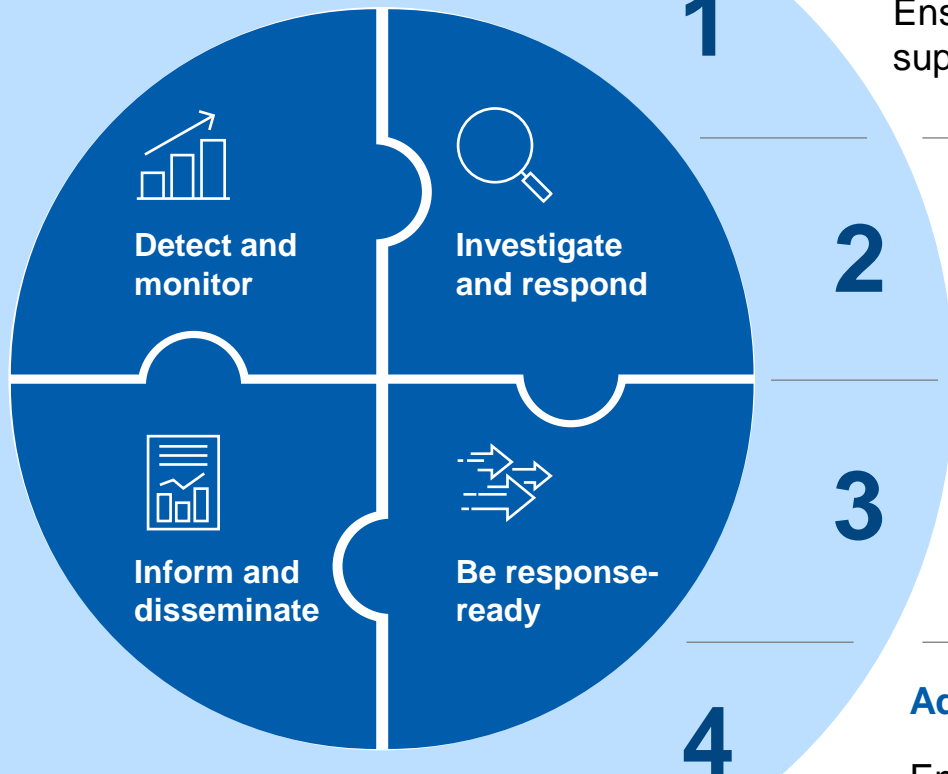 1
Detect and
monitor
Investigate
and respond
2
Inform and
disseminate
Be response-
ready
3
4